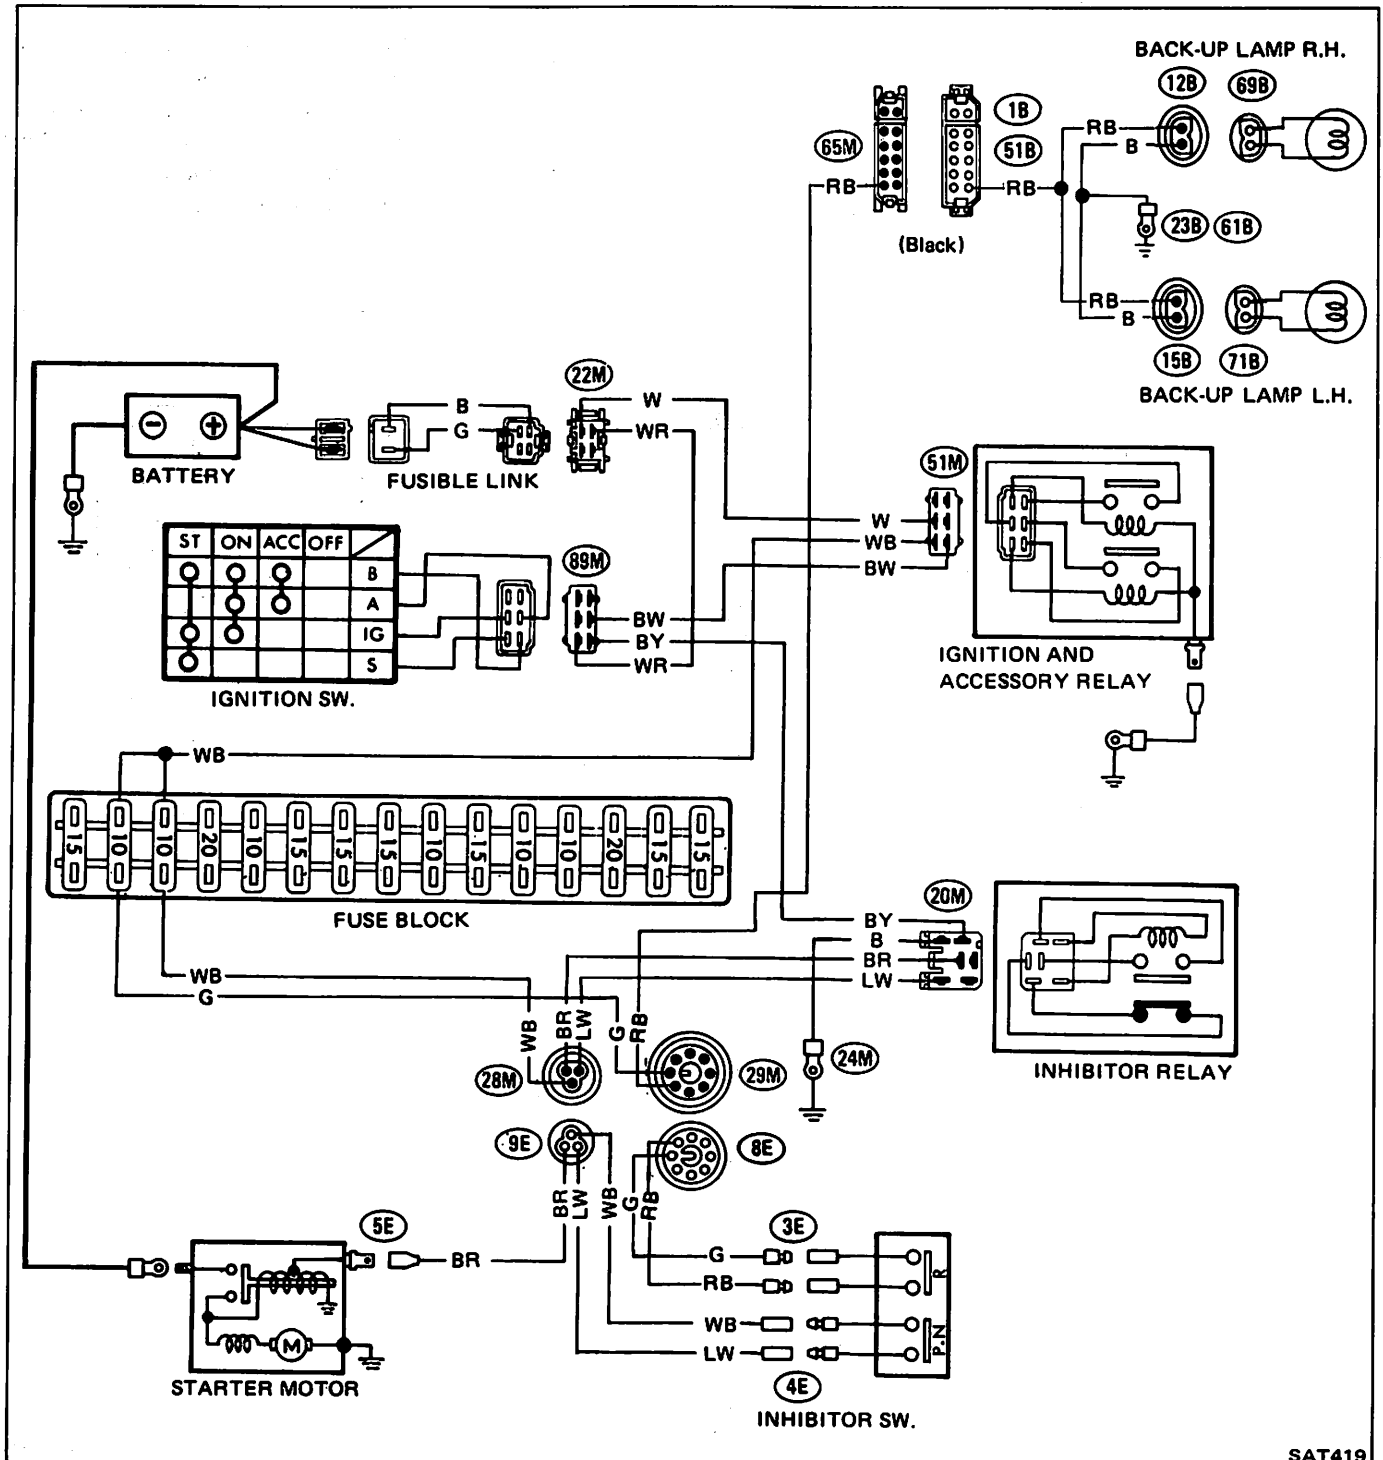 BACK-UP LAMP R.H.
12B 69B
1B
65M 51B
RB
B
RB RB
(Black)
23B 61B
RB
B
15B 71B
BACK-UP LAMP L.H.
22M
B W
G WR
BATTERY
FUSIBLE LINK
51M
ST ON ACC OFF
B
A
IG
S
IGNITION SW.
89M
BW
BY
WR
W
WB
BW
IGNITION AND
ACCESSORY RELAY
WB
15 10 10 20 10 15 15 15 10 15 10 10 20 15 15
FUSE BLOCK
20M
BY
B
BR
LW
WB
G
WB BR LW G RB
28M 29M 24M
INHIBITOR RELAY
9E 8E
BR LW WB G RB
5E 3E
BR G
RB
R
WB
LW
P.N
M
STARTER MOTOR
4E
INHIBITOR SW.
SAT419